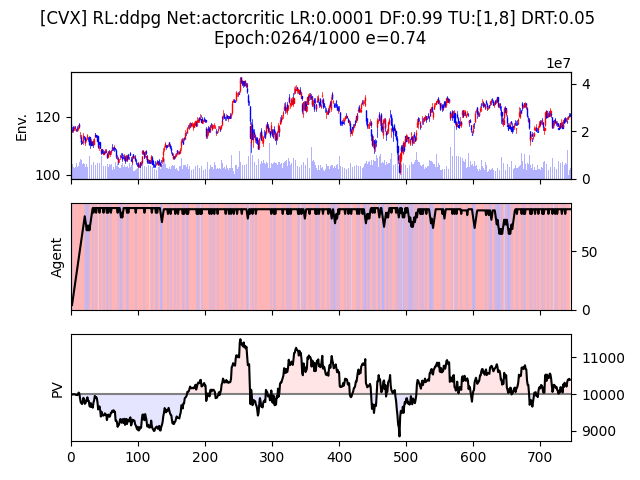 [CVX] RL:ddpg Net:actorcritic LR:0.0001 DF:0.99 TU:[1,8] DRT:0.05
Epoch:0264/1000 e=0.74
1e7
Env.
120
100
4
2
0
Agent
50
0
PV
11000
10000
9000
0 100 200 300 400 500 600 700